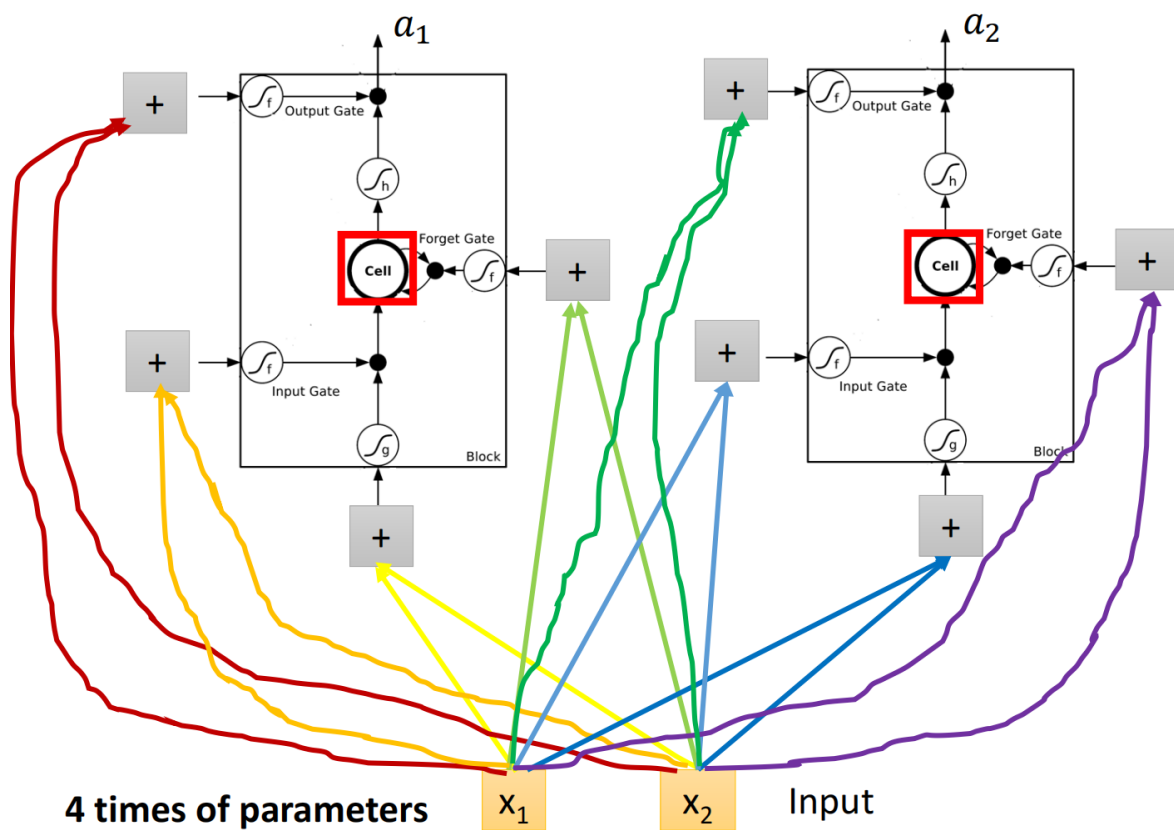 a₁ a₂
+ f Output Gate + f Output Gate
h h
Cell Forget Gate f + Cell Forget Gate f +
+ f Input Gate + f Input Gate
g Block g Block
+ +
4 times of parameters x₁ x₂ Input